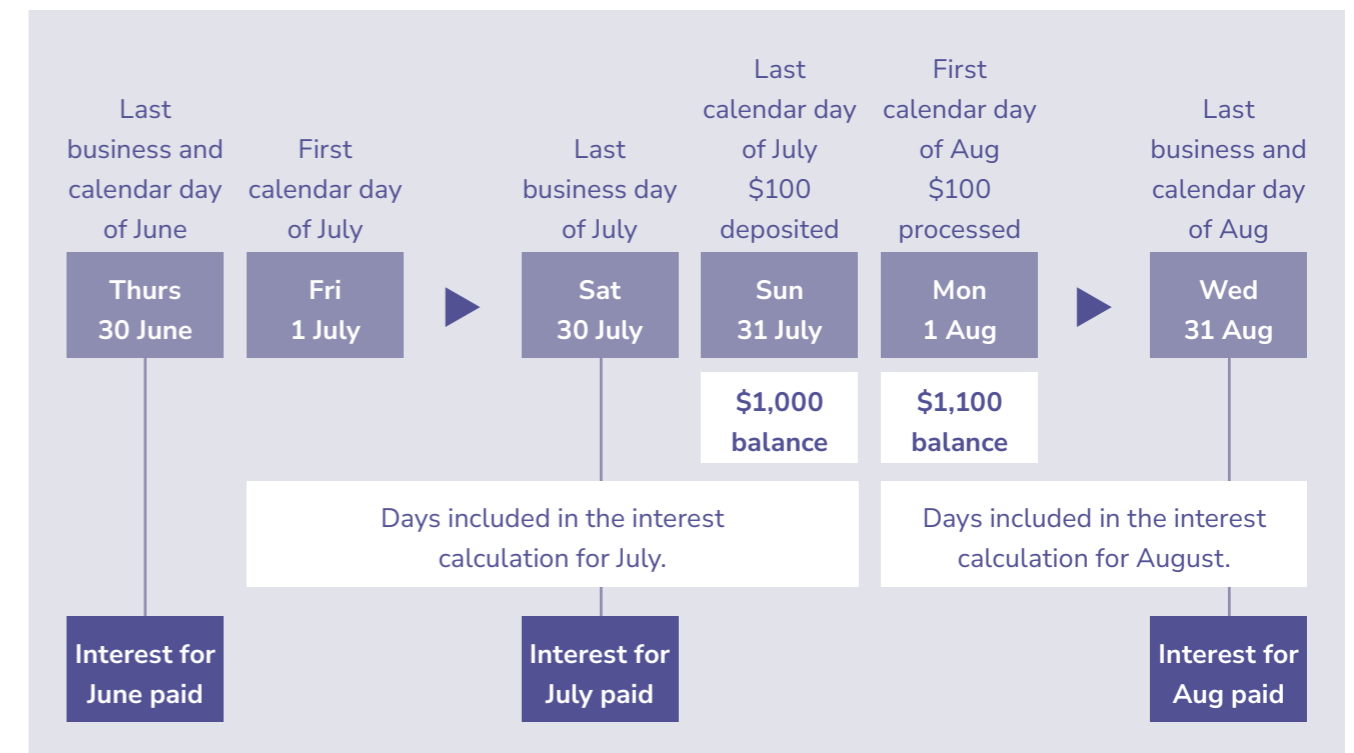 Last
business and
calendar day
of June
First
calendar day
of July
Last
business day
of July
Last
calendar day
of July
$100
deposited
First
calendar day
of Aug
$100
processed
Last
business and
calendar day
of Aug
Thurs
30 June
Fri
1 July
Sat
30 July
Sun
31 July
Mon
1 Aug
Wed
31 Aug
$1,000
balance
$1,100
balance
Days included in the interest
calculation for July.
Days included in the interest
calculation for August.
Interest for
June paid
Interest for
July paid
Interest for
Aug paid